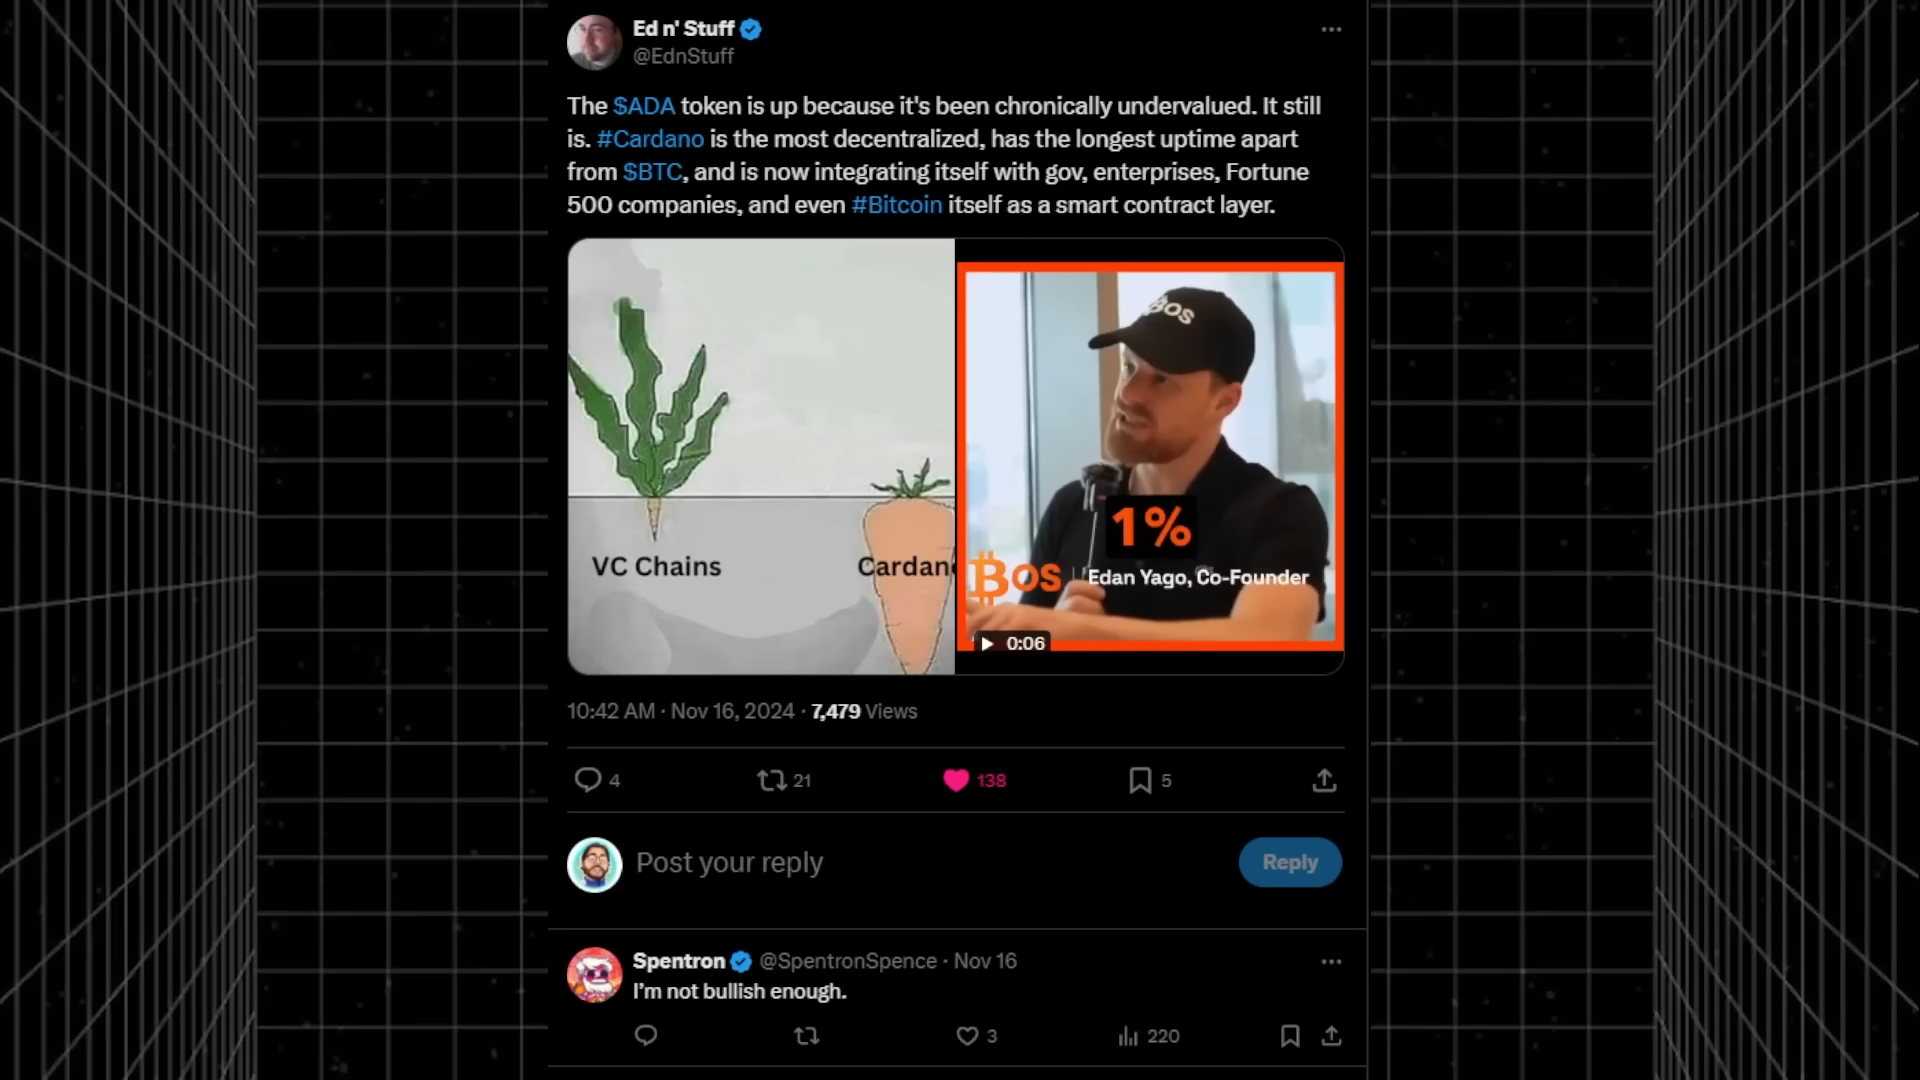 Ed n' Stuff
@EdnStuff
The $ADA token is up because it's been chronically undervalued. It still
is. #Cardano is the most decentralized, has the longest uptime apart
from $BTC, and is now integrating itself with gov, enterprises, Fortune
500 companies, and even #Bitcoin itself as a smart contract layer.
BOS
VC Chains
Cardano
1%
BOS
Edan Yago, Co-Founder
0:06
10:42 AM · Nov 16, 2024 · 7,479 Views
4 21 138 5
Post your reply
Reply
Spentron @SpentronSpence · Nov 16
I'm not bullish enough.
3 220